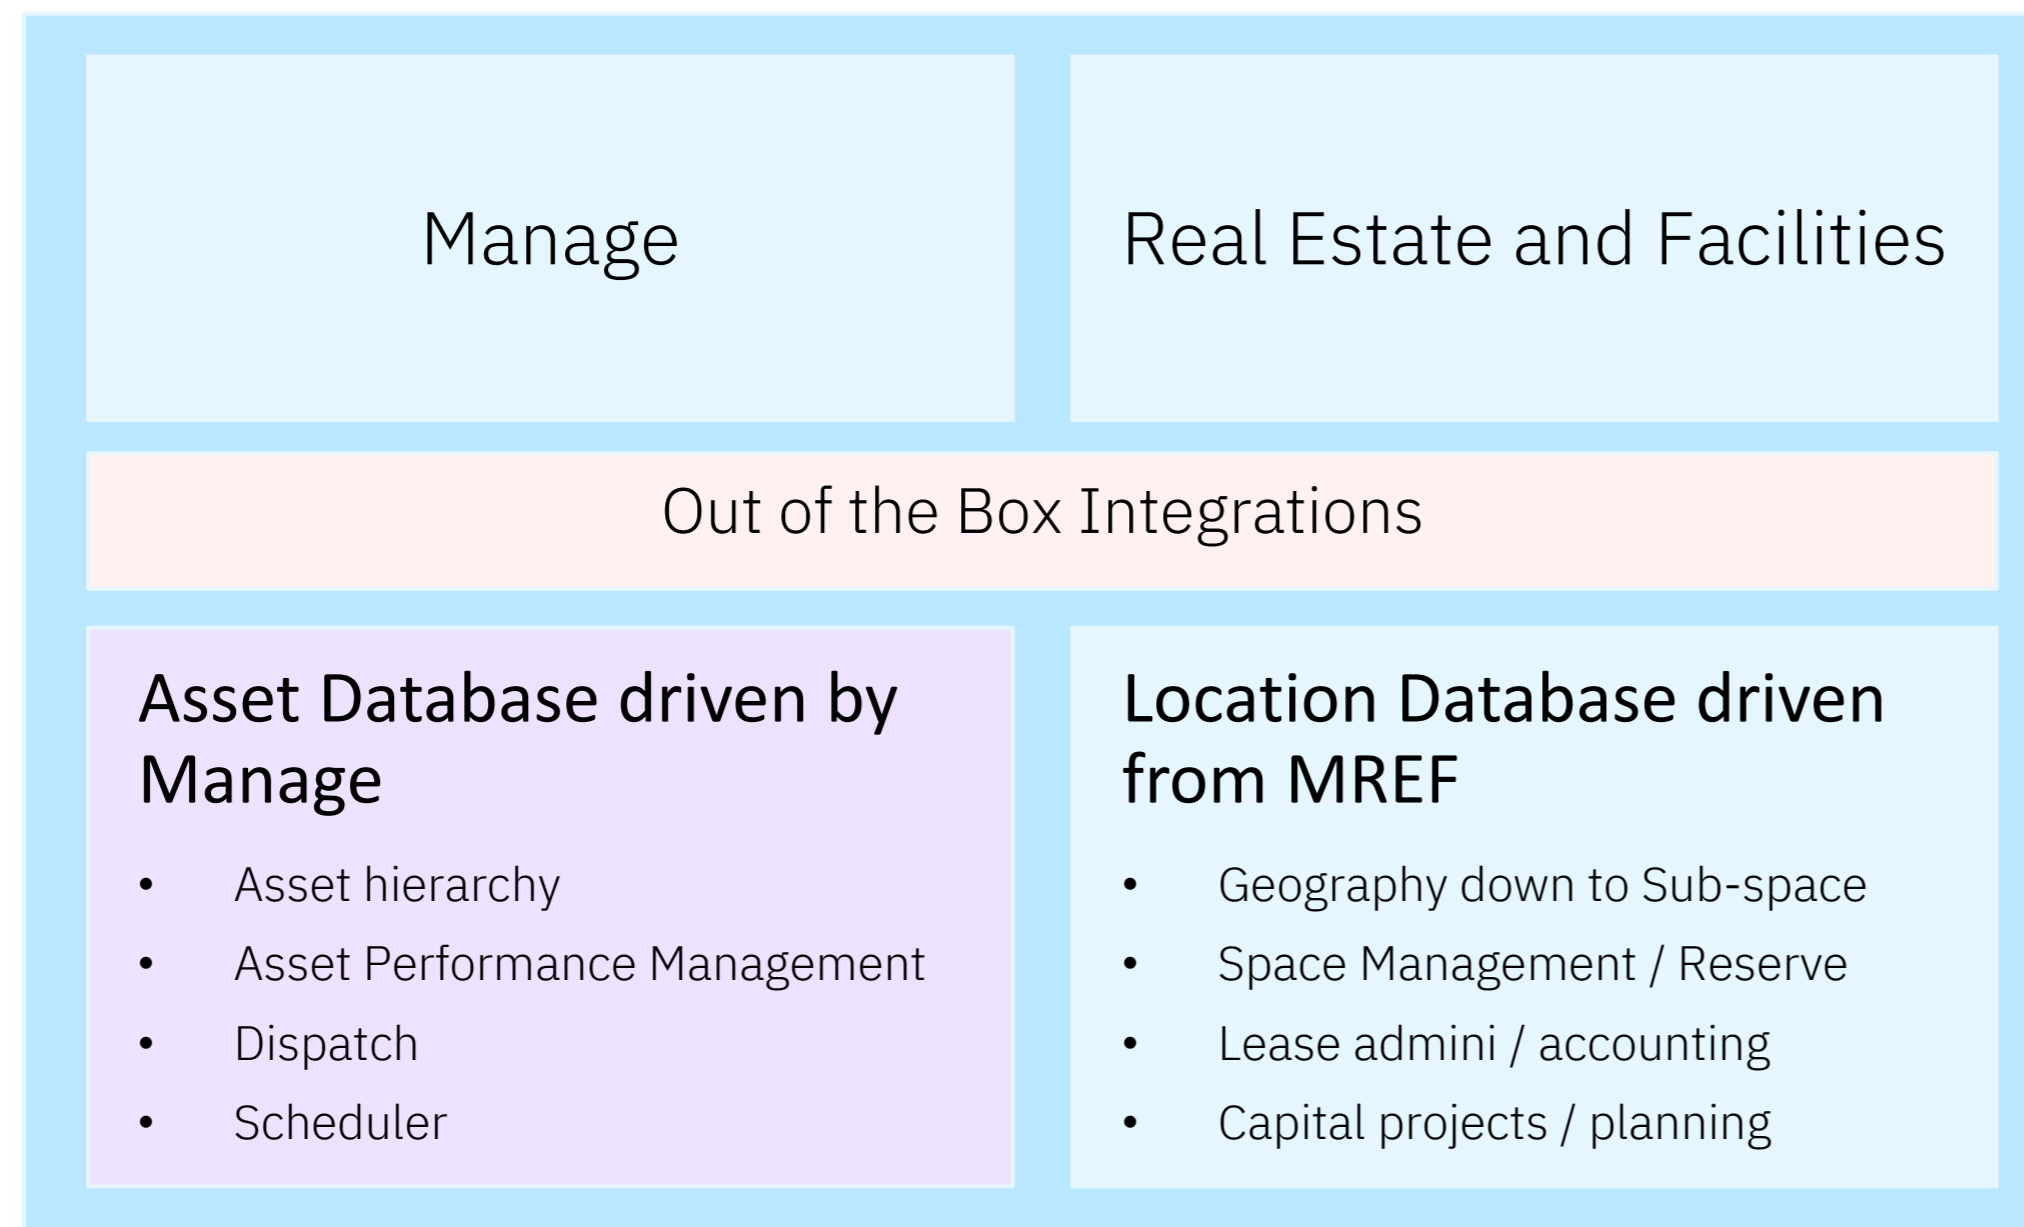 Manage
Real Estate and Facilities
Out of the Box Integrations
Asset Database driven by
Manage
• Asset hierarchy
• Asset Performance Management
• Dispatch
• Scheduler
Location Database driven
from MREF
• Geography down to Sub-space
• Space Management / Reserve
• Lease admini / accounting
• Capital projects / planning